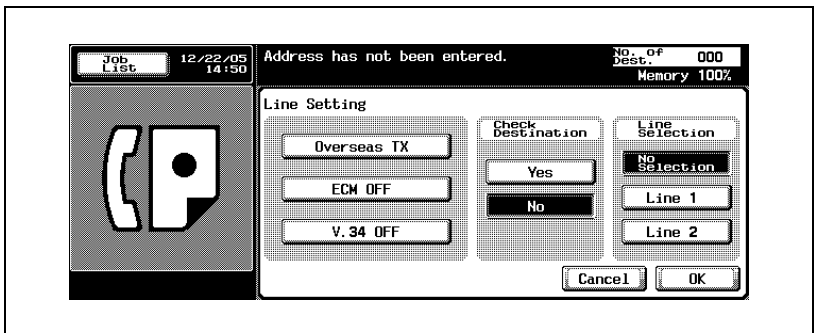 Job
List
12/22/05
14:50
Address has not been entered.
No. of
Dest.
000
Memory 100%
Line Setting
Overseas TX
ECM OFF
V.34 OFF
Check
Destination
Yes
No
Line
Selection
No
Selection
Line 1
Line 2
Cancel
OK